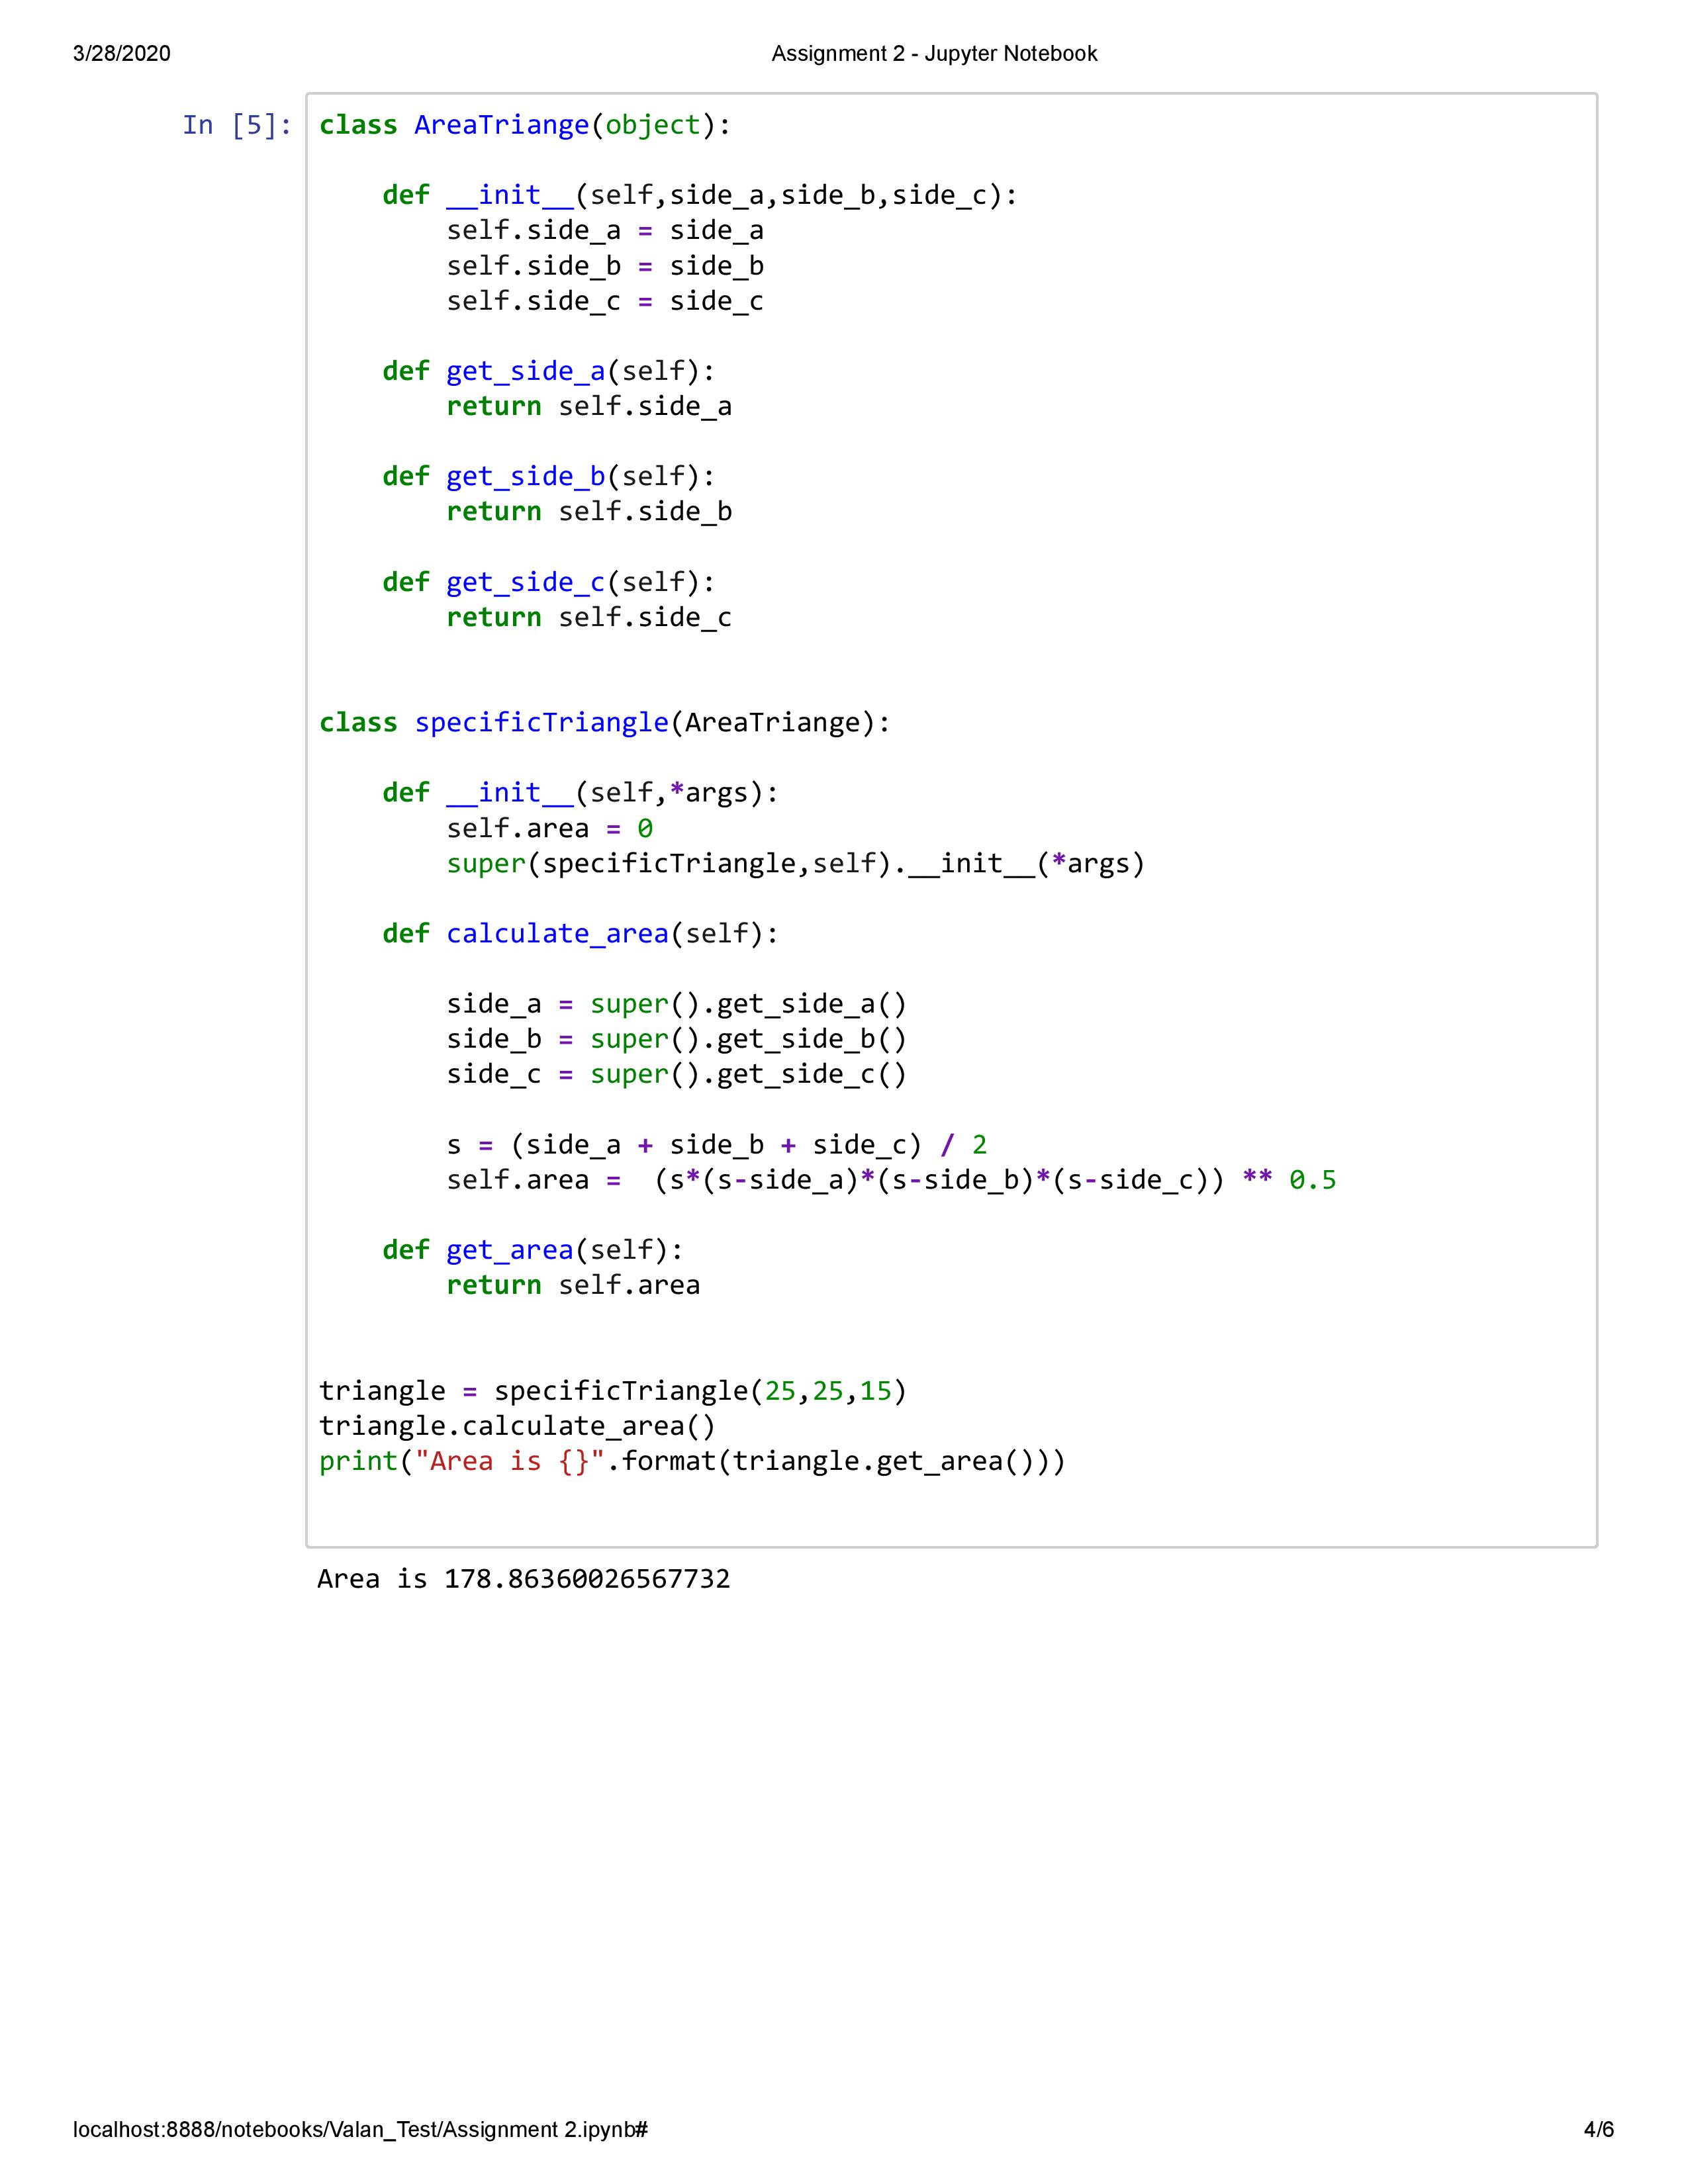 3/28/2020 Assignment 2 - Jupyter Notebook
In [5]: class AreaTriange(object):
    def __init__(self,side_a,side_b,side_c):
        self.side_a = side_a
        self.side_b = side_b
        self.side_c = side_c
    def get_side_a(self):
        return self.side_a
    def get_side_b(self):
        return self.side_b
    def get_side_c(self):
        return self.side_c
class specificTriangle(AreaTriange):
    def __init__(self,*args):
        self.area = 0
        super(specificTriangle,self).__init__(*args)
    def calculate_area(self):
        side_a = super().get_side_a()
        side_b = super().get_side_b()
        side_c = super().get_side_c()
        s = (side_a + side_b + side_c) / 2
        self.area =  (s*(s-side_a)*(s-side_b)*(s-side_c)) ** 0.5
    def get_area(self):
        return self.area
triangle = specificTriangle(25,25,15)
triangle.calculate_area()
print("Area is {}".format(triangle.get_area()))
Area is 178.86360026567732
localhost:8888/notebooks/Valan_Test/Assignment 2.ipynb# 4/6